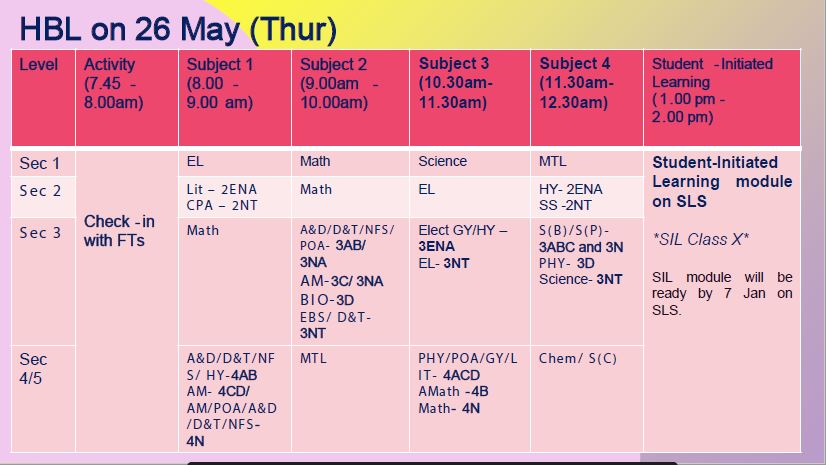 HBL on 26 May (Thur)
Level
Activity
(7.45 -
8.00am)
Subject 1
(8.00 -
9.00 am)
Subject 2
(9.00am -
10.00am)
Subject 3
(10.30am-
11.30am)
Subject 4
(11.30am-
12.30am)
Student -Initiated
Learning
(1.00 pm -
2.00 pm)
Sec 1
Check -in
with FTs
EL
Math
Science
MTL
Student-Initiated
Learning module
on SLS
*SIL Class X*
SIL module will be
ready by 7 Jan on
SLS.
Sec 2
Lit – 2ENA
CPA – 2NT
Math
EL
HY- 2ENA
SS -2NT
Sec 3
Math
A&D/D&T/NFS/
POA- 3AB/
3NA
AM-3C/ 3NA
BIO-3D
EBS/ D&T-
3NT
Elect GY/HY –
3ENA
EL- 3NT
S(B)/S(P)-
3ABC and 3N
PHY- 3D
Science- 3NT
Sec
4/5
A&D/D&T/NF
S/ HY-4AB
AM- 4CD/
AM/POA/A&D
/D&T/NFS-
4N
MTL
PHY/POA/GY/L
IT- 4ACD
AMath -4B
Math- 4N
Chem/ S(C)